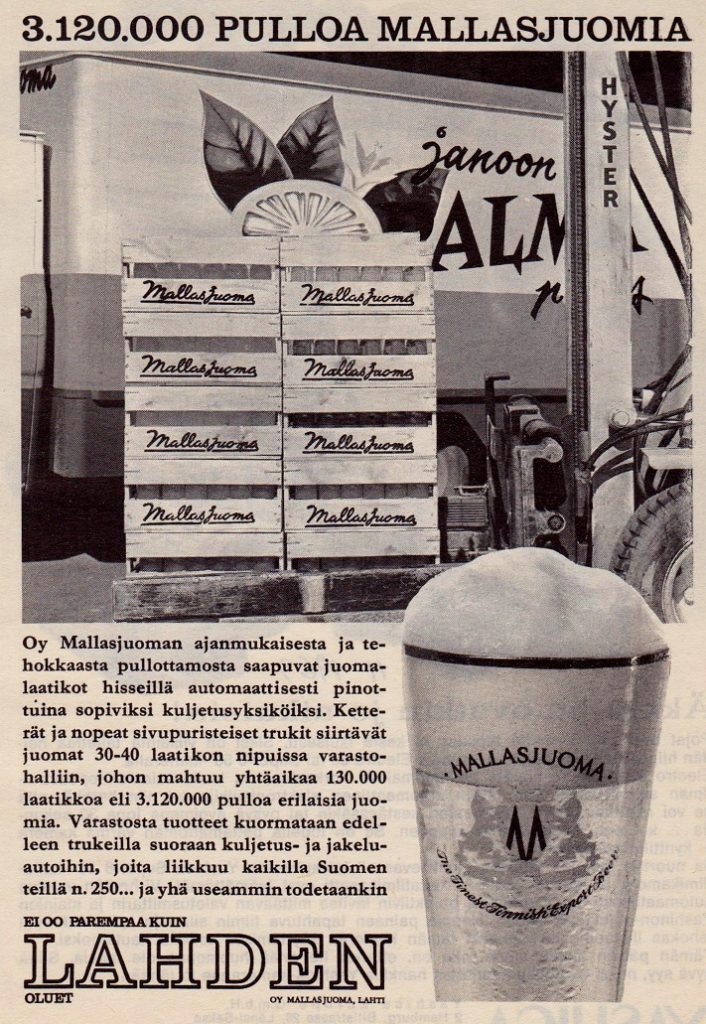 3.120.000 PULLOA MALLASJUOMIA
oma
HYSTER
janoon
Mallasjuoma Mallasjuoma
Mallasjuoma Mallasjuoma
Mallasjuoma Mallasjuoma
Mallasjuoma Mallasjuoma
Oy Mallasjuoman ajanmukaisesta ja te-
hokkaasta pullottamosta saapuvat juoma-
laatikot hisseillä automaattisesti pinot-
tuina sopiviksi kuljetusyksiköiksi. Kette-
rät ja nopeat sivupuristeiset trukit siirtävät
juomat 30-40 laatikon nipuissa varasto-
halliin, johon mahtuu yhtäaikaa 130.000
laatikkoa eli 3.120.000 pulloa erilaisia juo-
mia. Varastosta tuotteet kuormataan edel-
leen trukeilla suoraan kuljetus- ja jakelu-
autoihin, joita liikkuu kaikilla Suomen
teillä n. 250... ja yhä useammin todetaankin
· MALLASJUOMA ·
M
The Finest Finnish Export Beer
EI OO PAREMPAA KUIN
LAHDEN
OLUET
OY MALLASJUOMA, LAHTI